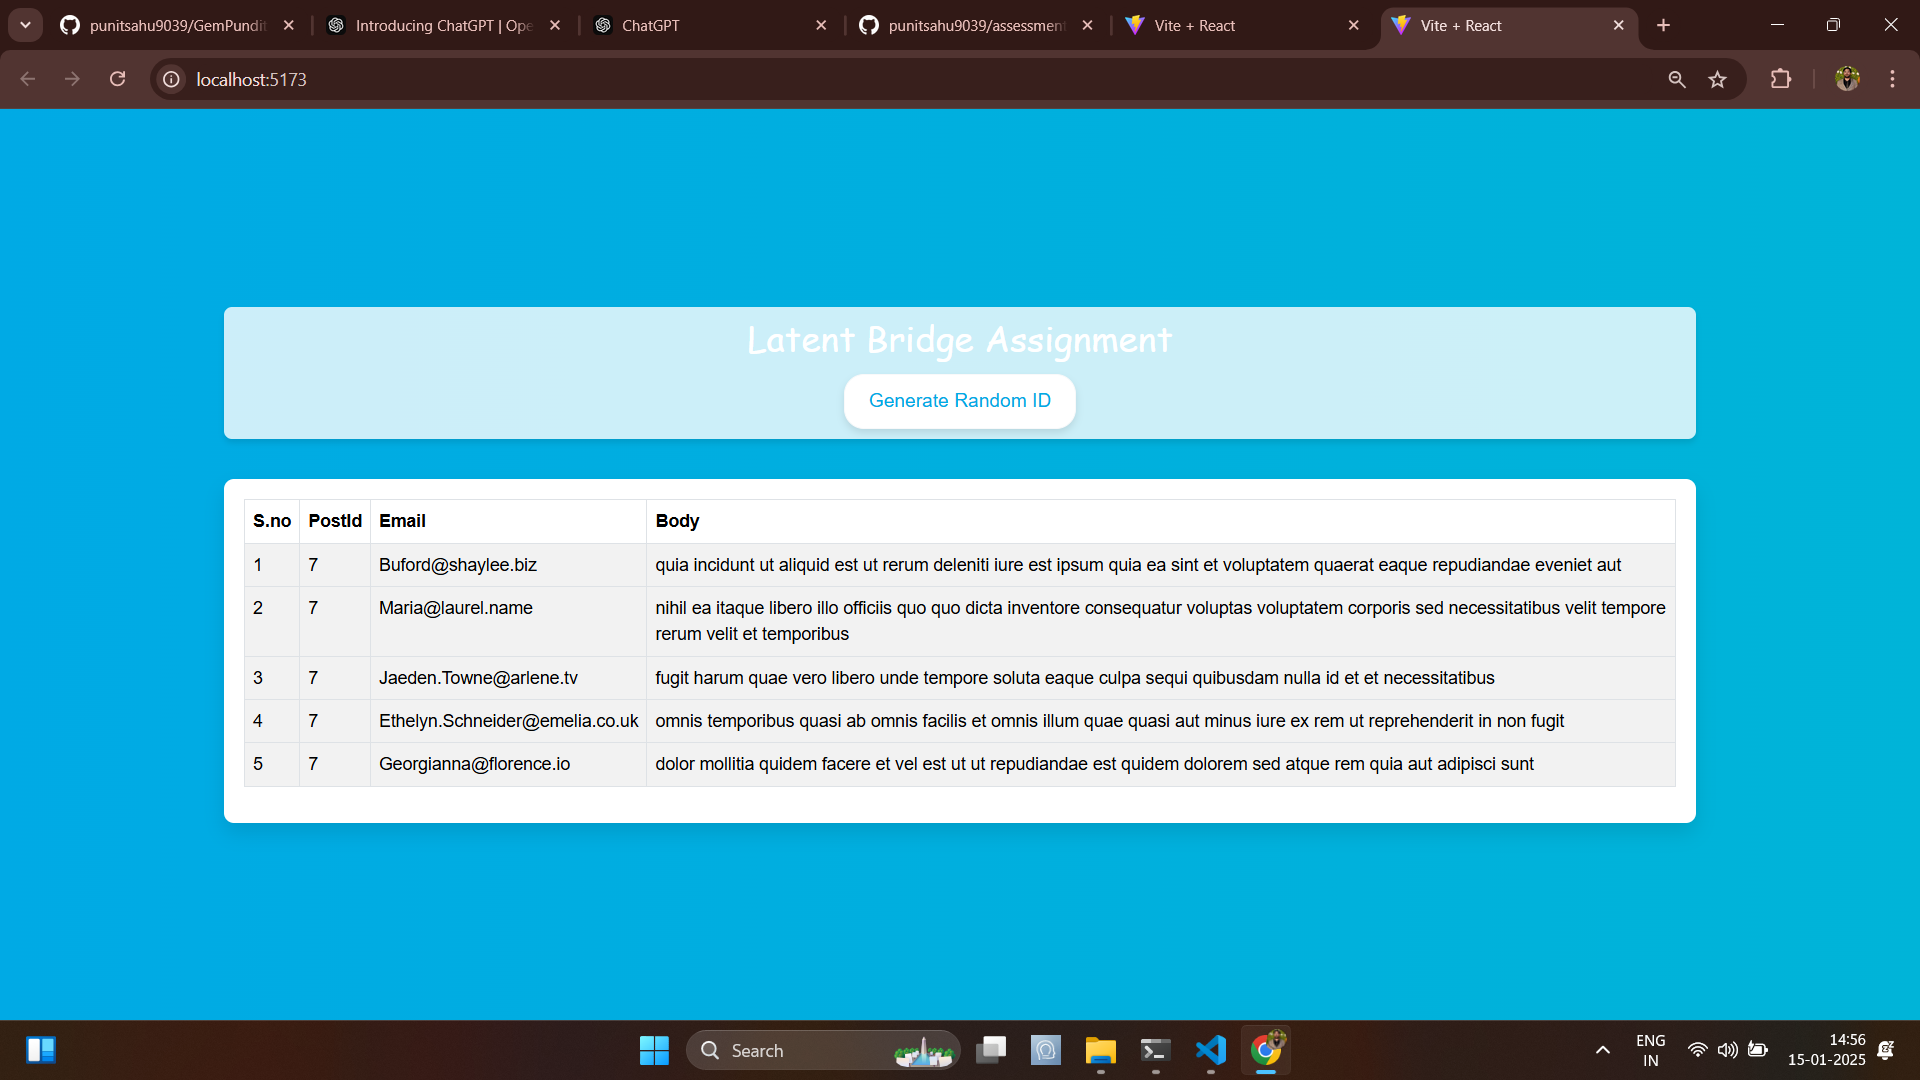 punitsahu9039/GemPundit
Introducing ChatGPT | Ope
ChatGPT
punitsahu9039/assessment
Vite + React
Vite + React
localhost:5173
Latent Bridge Assignment
Generate Random ID
S.no PostId Email Body
1 7 Buford@shaylee.biz quia incidunt ut aliquid est ut rerum deleniti iure est ipsum quia ea sint et voluptatem quaerat eaque repudiandae eveniet aut
2 7 Maria@laurel.name nihil ea itaque libero illo officiis quo quo dicta inventore consequatur voluptas voluptatem corporis sed necessitatibus velit tempore
rerum velit et temporibus
3 7 Jaeden.Towne@arlene.tv fugit harum quae vero libero unde tempore soluta eaque culpa sequi quibusdam nulla id et et necessitatibus
4 7 Ethelyn.Schneider@emelia.co.uk omnis temporibus quasi ab omnis facilis et omnis illum quae quasi aut minus iure ex rem ut reprehenderit in non fugit
5 7 Georgianna@florence.io dolor mollitia quidem facere et vel est ut ut repudiandae est quidem dolorem sed atque rem quia aut adipisci sunt
Search
ENG
IN
14:56
15-01-2025